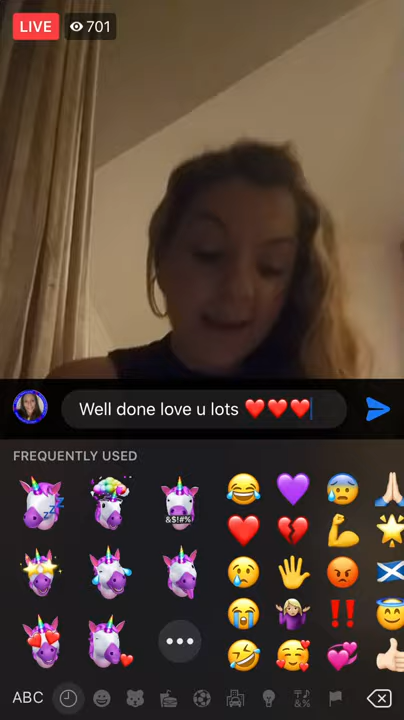 LIVE 701
Well done love u lots ❤️❤️❤️
FREQUENTLY USED
&$!#%
ABC